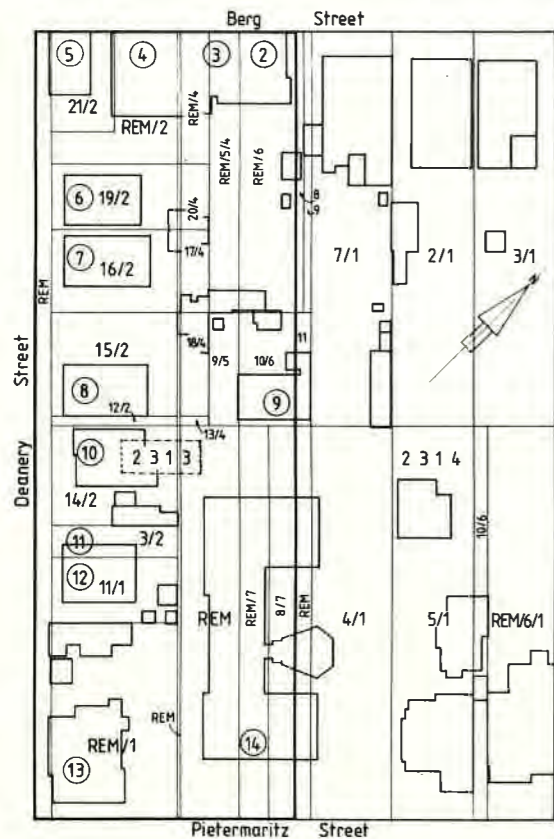 Berg Street
5 4 3 2
21/2
REM/2
REM/4
REM/5/4
REM/6
6 19/2
20/4
8
9
7 16/2
17/4
7/1
2/1
3/1
REM
15/2
18/4
9/5
10/6
11
8
9
12/2
13/4
Deanery Street
10
2 3 1 3
2 3 1 4
14/2
3/2
10/6
11
12 11/1
REM
REM/7
8/7
REM
4/1
5/1
REM/6/1
REM
REM/1
13
14
Pietermaritz Street